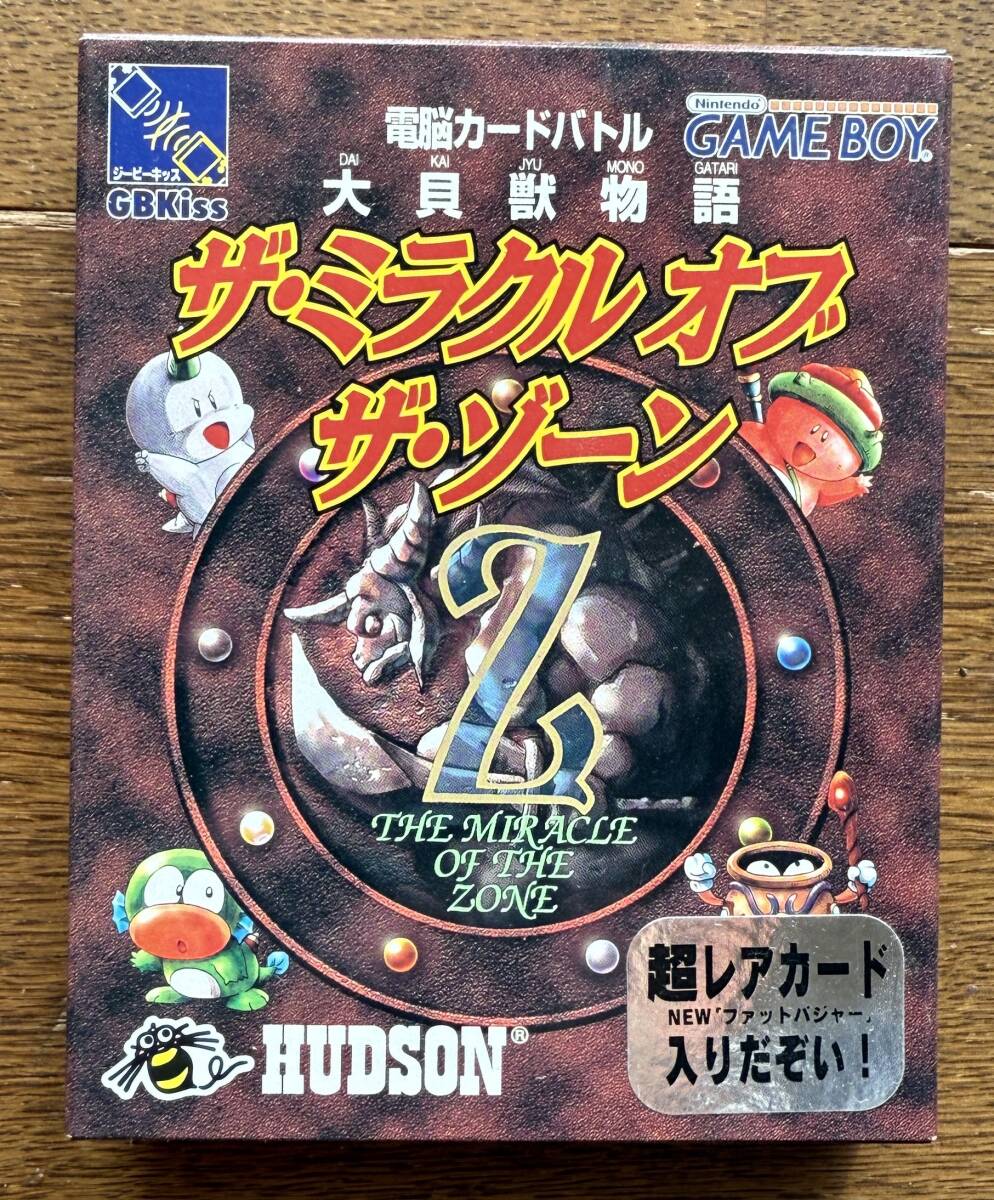 ジーピーキッス
GBKiss
電脳カードバトル
Nintendo
GAME BOY
DAI KAI JYU MONO GATARI
大貝獣物語
ザ・ミラクル オブ
ザ・ゾーン
Z
THE MIRACLE
OF THE
ZONE
超レアカード
NEW「ファットバジャー」
入りだぞい!
HUDSON®